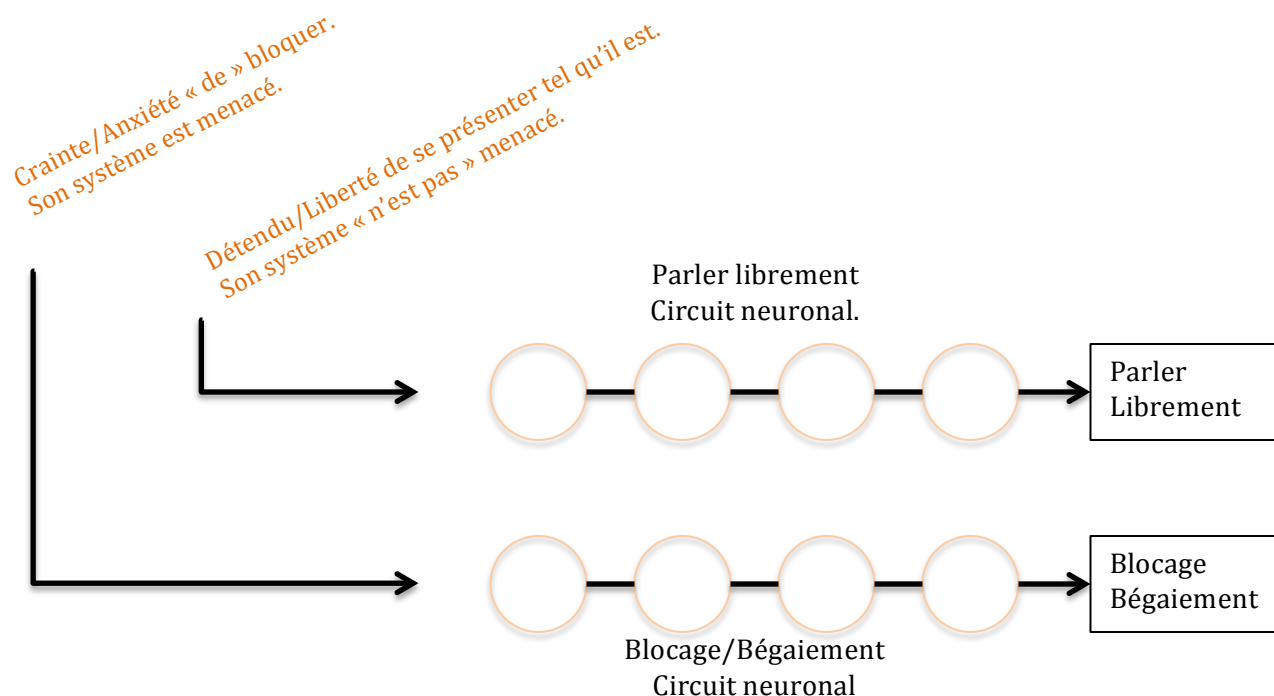 Crainte/Anxiété « de » bloquer.
Son système est menacé.
Détendu/Liberté de se présenter tel qu’il est.
Son système « n’est pas » menacé.
Parler librement
Circuit neuronal.
Parler
Librement
Blocage
Bégaiement
Blocage/Bégaiement
Circuit neuronal